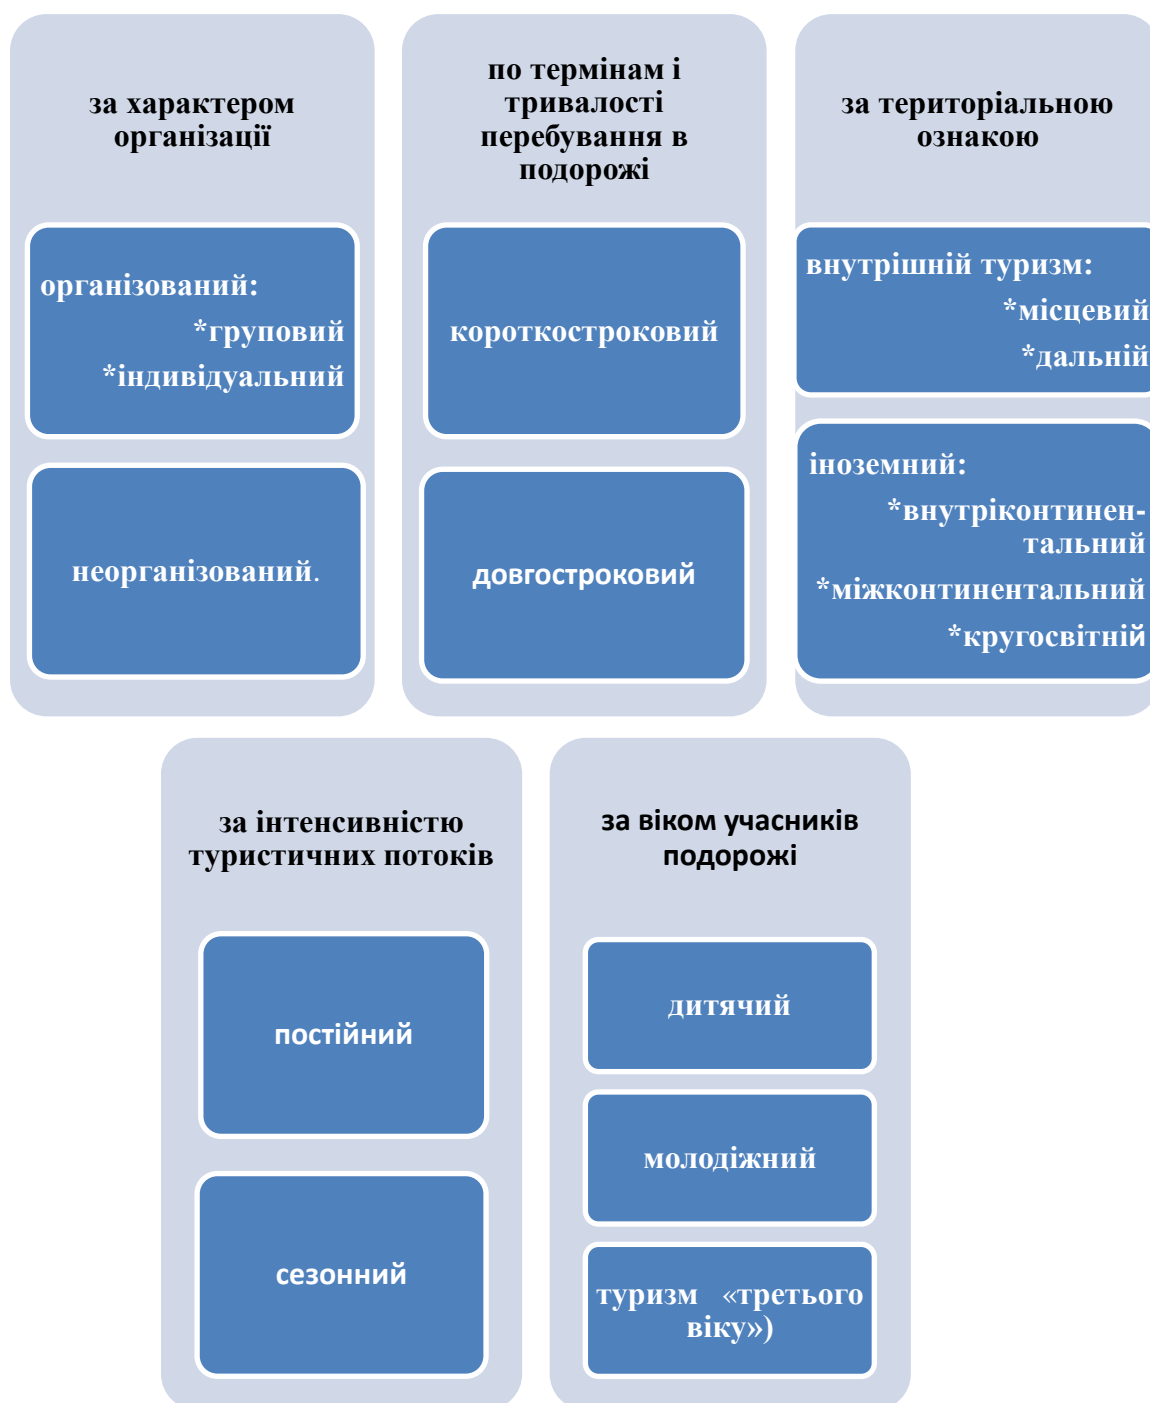 за характером
організації
організований:
*груповий
*індивідуальний
неорганізований.
по термінам і
тривалості
перебування в
подорожі
короткостроковий
довгостроковий
за територіальною
ознакою
внутрішній туризм:
*місцевий
*дальній
іноземний:
*внутріконтинен-
тальний
*міжконтинентальний
*кругосвітній
за інтенсивністю
туристичних потоків
постійний
сезонний
за віком учасників
подорожі
дитячий
молодіжний
туризм «третього
віку»)